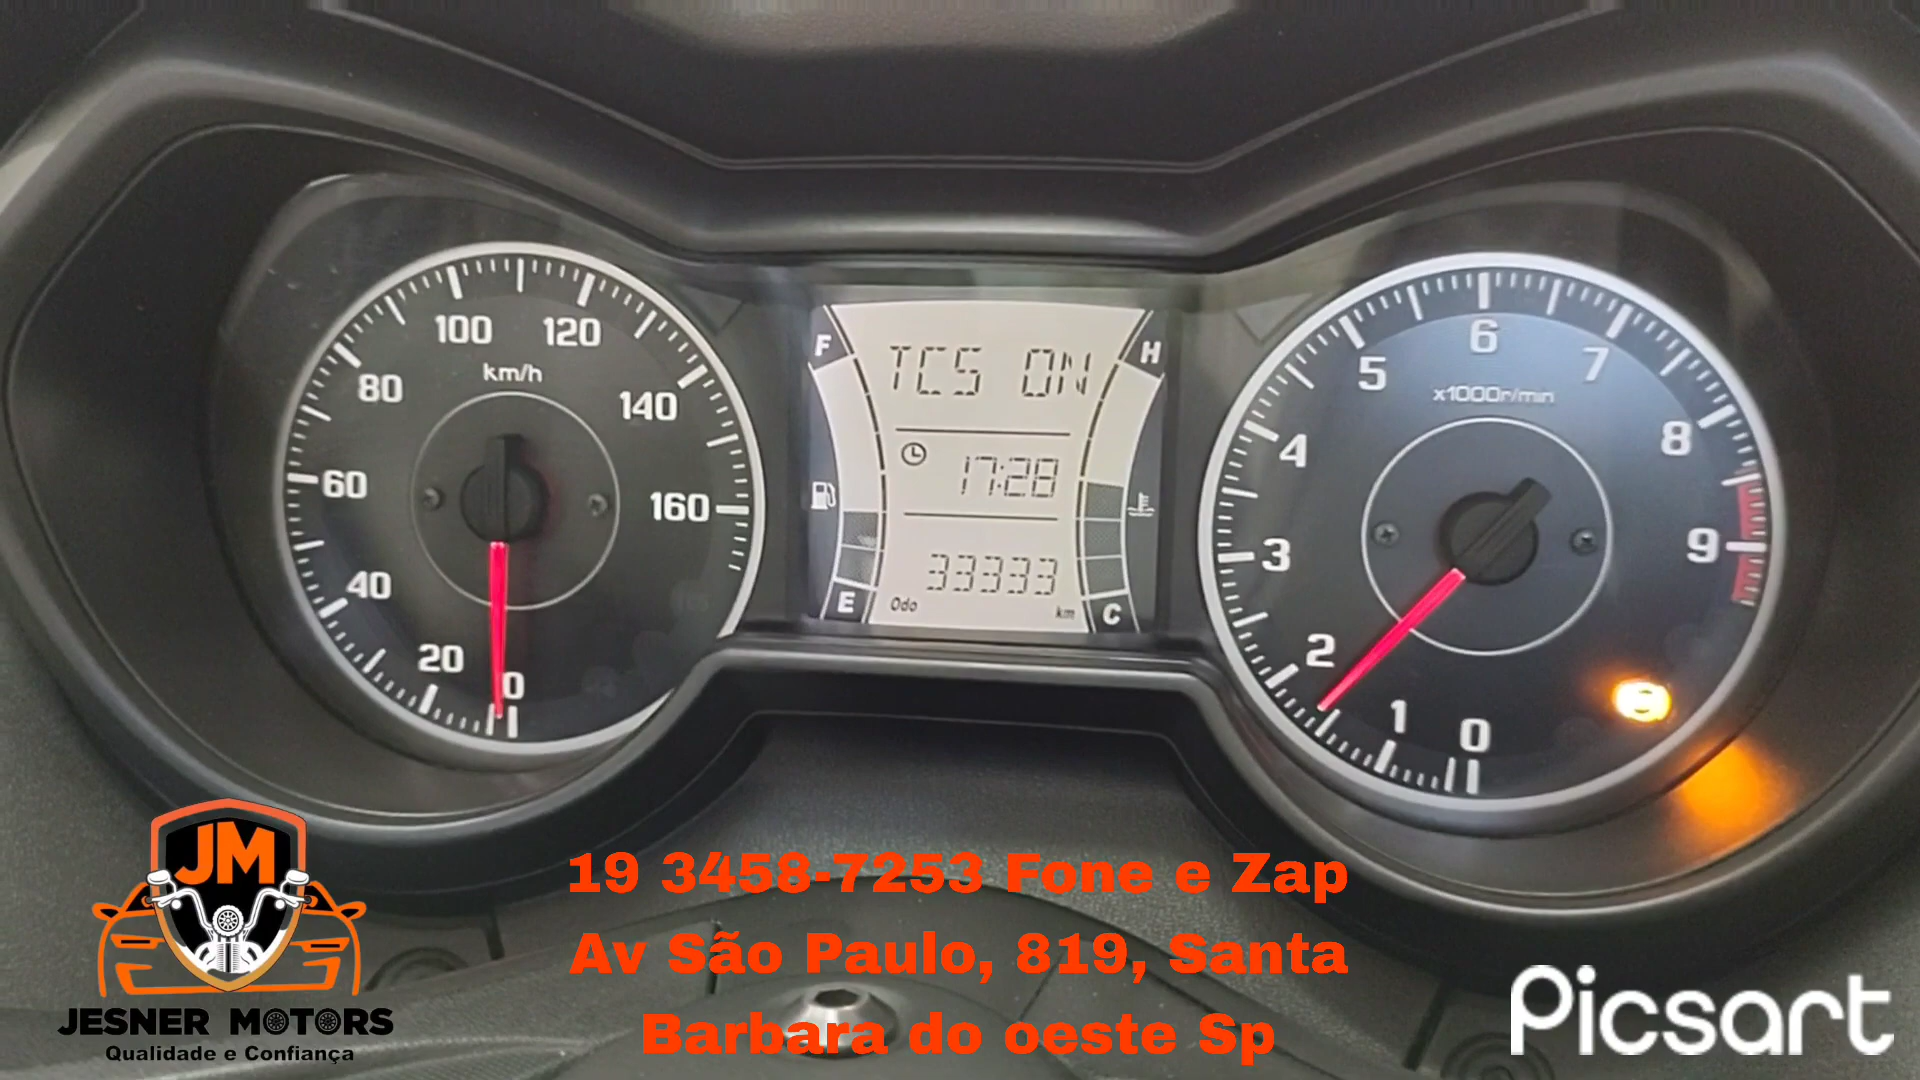 100 120
80 km/h 140
60 160
40
20
0
F H
TCS ON
17:28
33333
Odo km
E C
6
5 7
x1000r/min
4 8
3 9
2
1 0
JM
JESNER MOTORS
Qualidade e Confiança
19 3458-7253 Fone e Zap
Av São Paulo, 819, Santa
Barbara do oeste Sp
Picsart